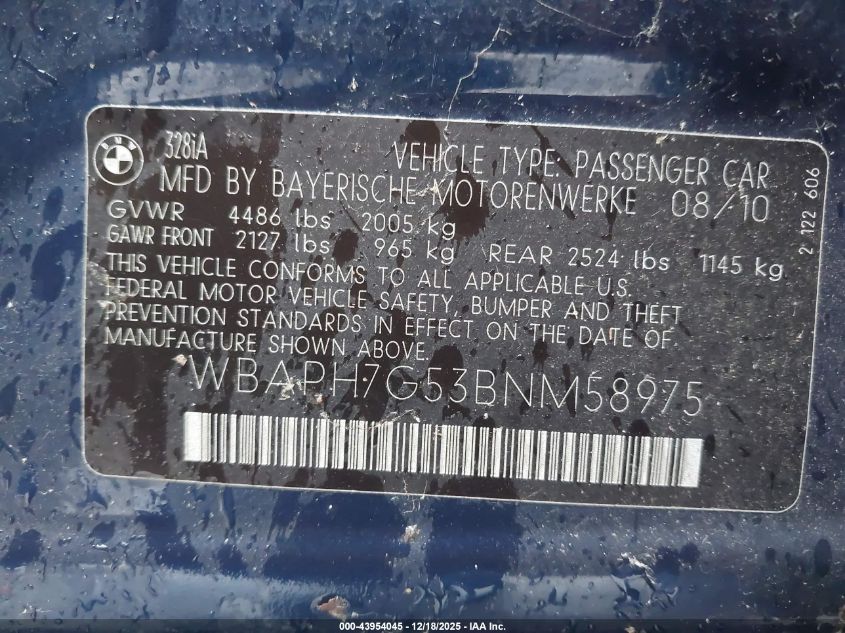 BMW
328iA
VEHICLE TYPE: PASSENGER CAR
MFD BY BAYERISCHE MOTORENWERKE 08/10
GVWR 4486 lbs 2005 kg
GAWR FRONT 2127 lbs 965 kg REAR 2524 lbs 1145 kg
THIS VEHICLE CONFORMS TO ALL APPLICABLE U.S.
FEDERAL MOTOR VEHICLE SAFETY, BUMPER AND THEFT
PREVENTION STANDARDS IN EFFECT ON THE DATE OF
MANUFACTURE SHOWN ABOVE.
WBAPH7G53BNM58975
2 122 606
000-43954045 - 12/18/2025 - IAA Inc.